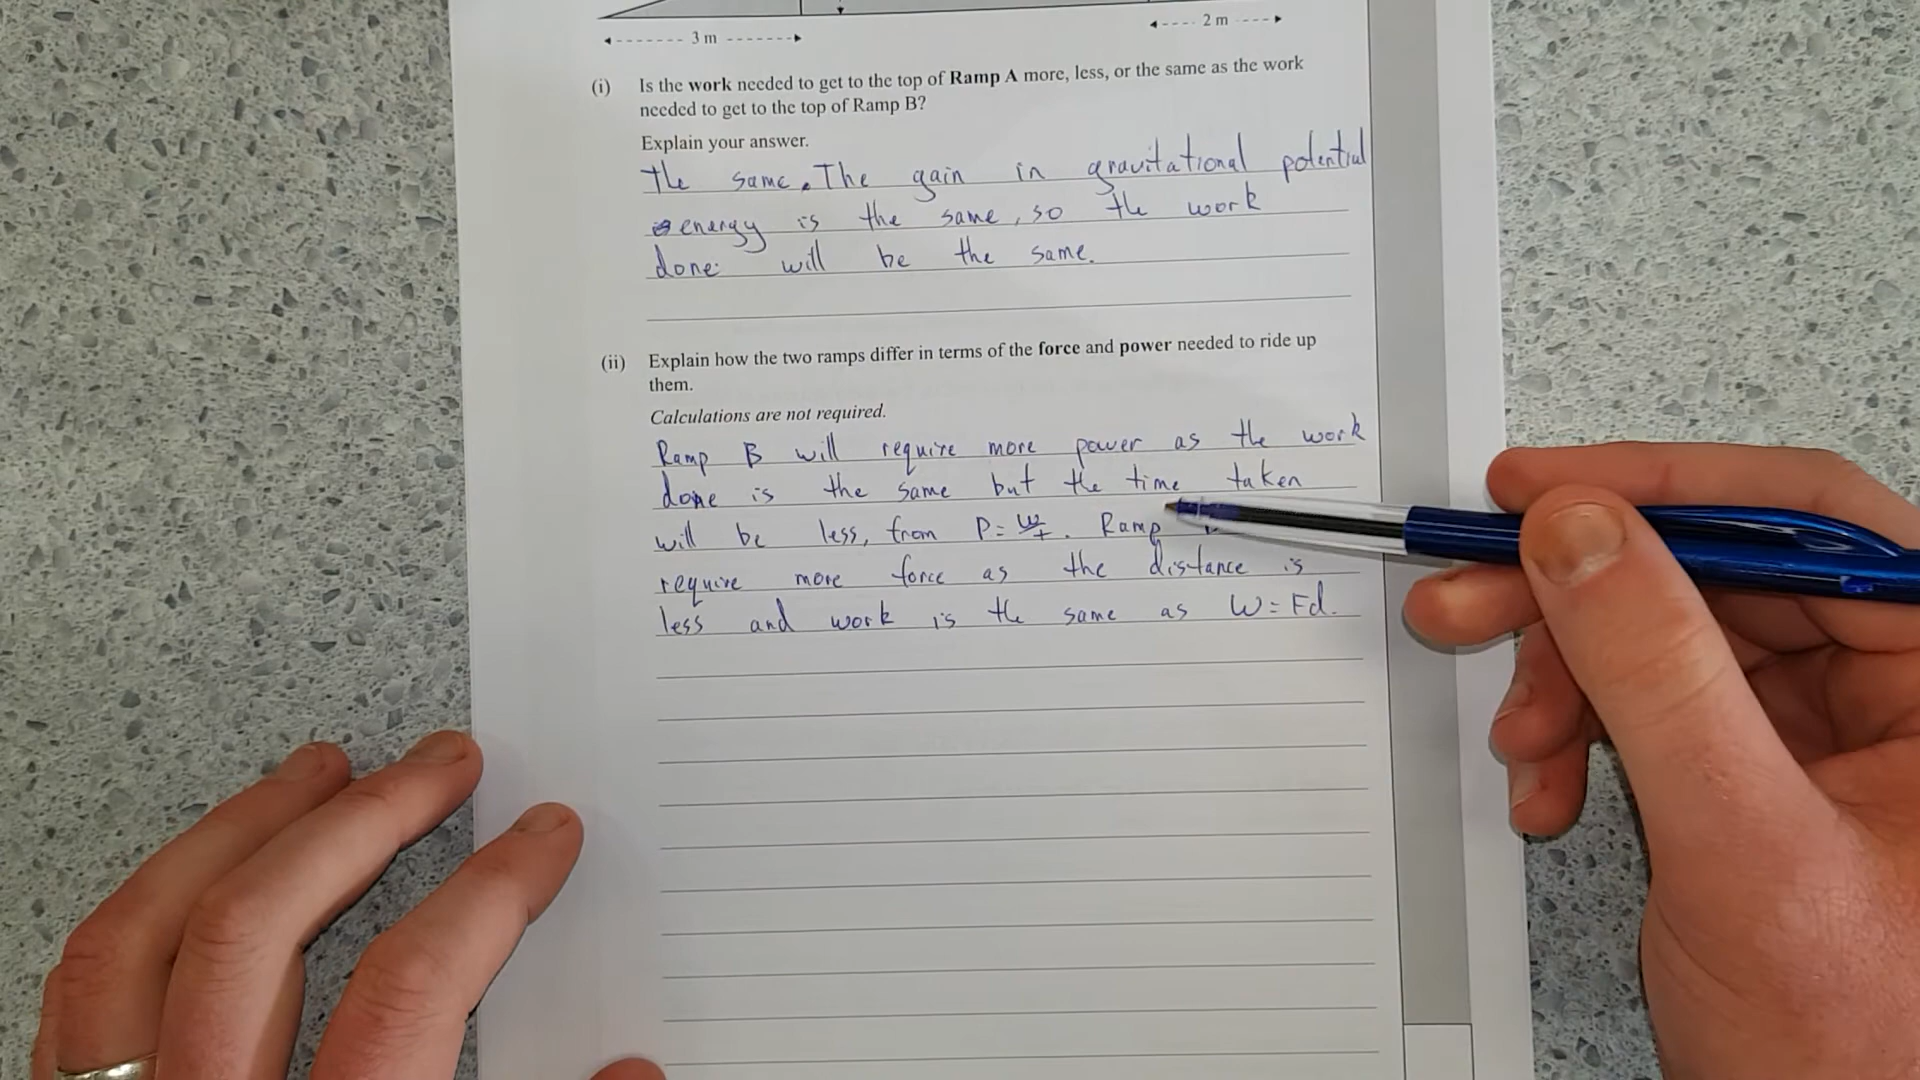 3 m
2 m
(i) Is the work needed to get to the top of Ramp A more, less, or the same as the work
needed to get to the top of Ramp B?
Explain your answer.
The same. The gain in gravitational potential
energy is the same, so the work
done will be the same.
(ii) Explain how the two ramps differ in terms of the force and power needed to ride up
them.
Calculations are not required.
Ramp B will require more power as the work
done is the same but the time taken
will be less, from P = W/t. Ramp
require more force as the distance is
less and work is the same as W = Fd.